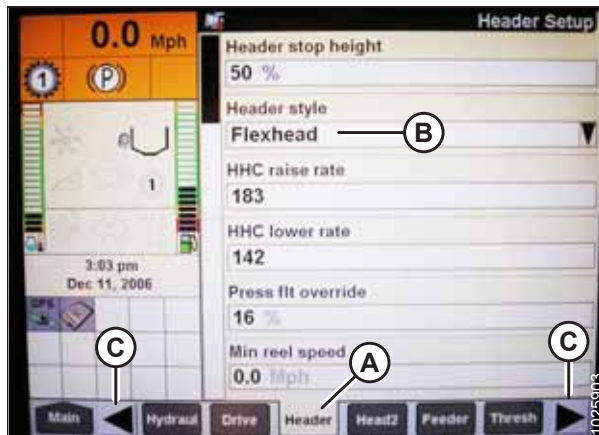 0.0 Mph
Header Setup
1
P
Header stop height
50 %
Header style
Flexhead
B
HHC raise rate
183
1
HHC lower rate
142
3:03 pm
Dec 11, 2006
Press flt override
16 %
GPS
Min reel speed
0.0 Mph
C
A
C
Main
Hydraul
Drive
Header
Head2
Feeder
Thresh
1025903